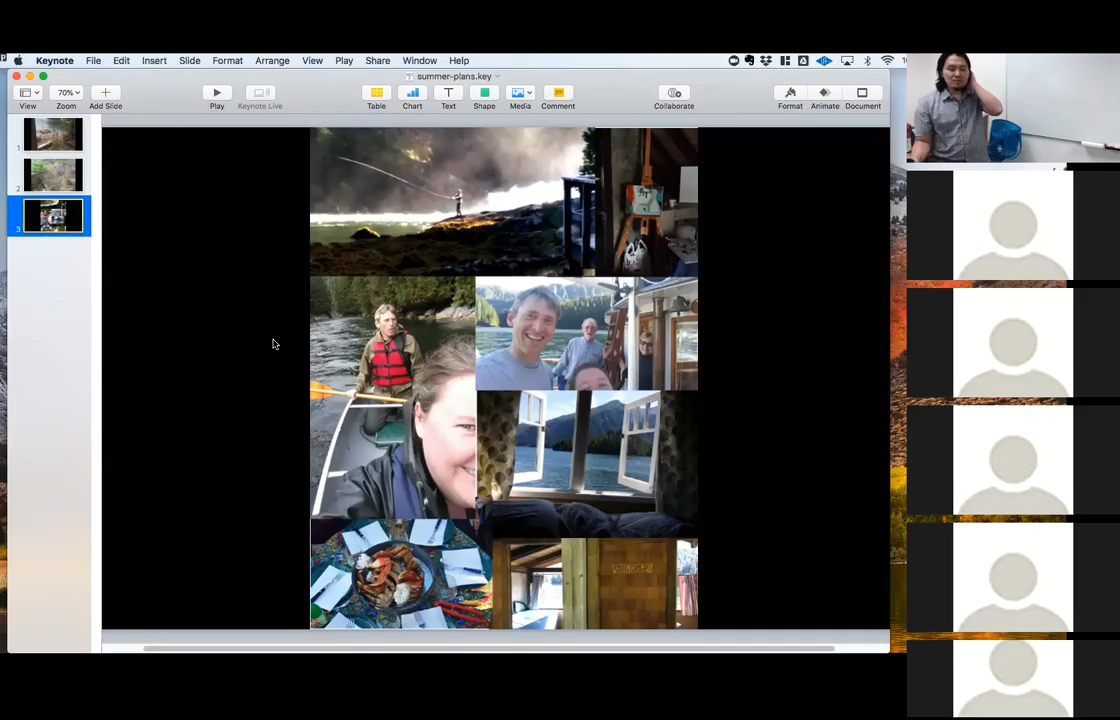 Keynote File Edit Insert Slide Format Arrange View Play Share Window Help
summer-plans.key
70%
View Zoom Add Slide Play Keynote Live Table Chart Text Shape Media Comment Collaborate Format Animate Document
1
2
3